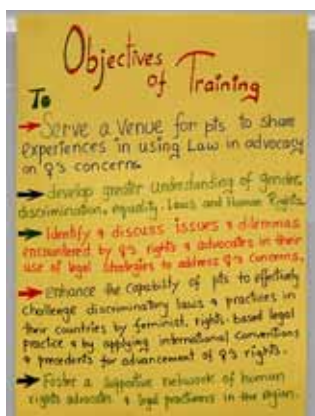 Objectives
of Training
To
Serve a Venue for pts to share
experiences in using Law in advocacy
on ♀'s concerns.
develop greater understanding of gender,
discrimination, equality, Laws and Human Rights.
Identify & discuss issues & dilemmas
encountered by ♀'s rights & advocates in their
use of legal strategies to address ♀'s concerns,
enhance the capability of pts to effectively
challenge discriminatory laws & practices in
their countries by feminist, rights-based legal
practice & by applying international conventions
& precedents for advancement of ♀'s rights.
Foster a supportive network of human
rights advocates & legal practioners in the region.